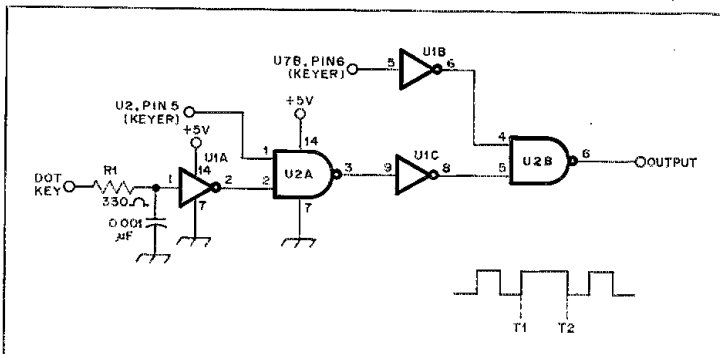 U7B, PIN6
(KEYER)
5
U1B
6
U2, PIN 5
(KEYER)
+5V
+5V
14
U1A
1
14
2
2
U2A
3
7
9
U1C
8
4
5
U2B
6
OUTPUT
DOT
KEY
R1
330Ω
1
7
0.001
µF
T1
T2